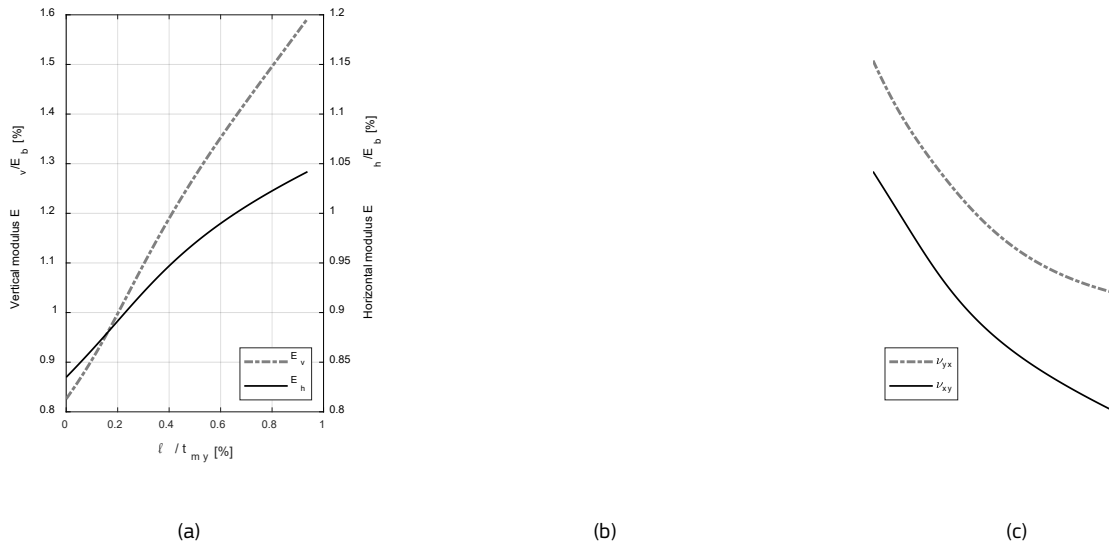 1.6
1.5
1.4
1.3
1.2
1.1
1
0.9
0.8
Vertical modulus E v/E b [%]
1.2
1.15
1.1
1.05
1
0.95
0.9
0.85
0.8
Horizontal modulus E h/E b [%]
E v
E h
0 0.2 0.4 0.6 0.8 1
ℓ / t m y [%]
ν yx
ν xy
(a) (b) (c)